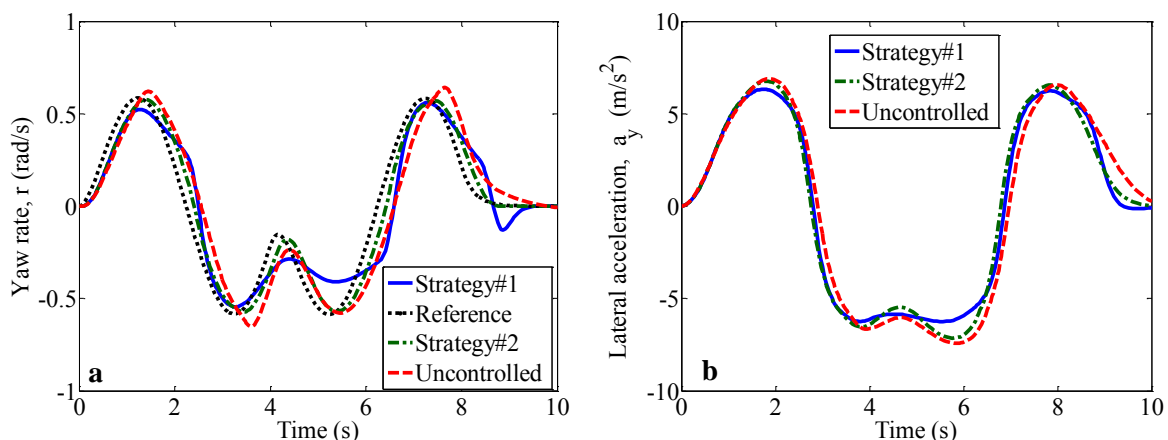 1
0.5
0
-0.5
-1
0 2 4 6 8 10
Time (s)
Yaw rate, r (rad/s)
Strategy#1
Reference
Strategy#2
Uncontrolled
a
10
5
0
-5
-10
0 2 4 6 8 10
Time (s)
Lateral acceleration, a_y (m/s^2)
Strategy#1
Strategy#2
Uncontrolled
b